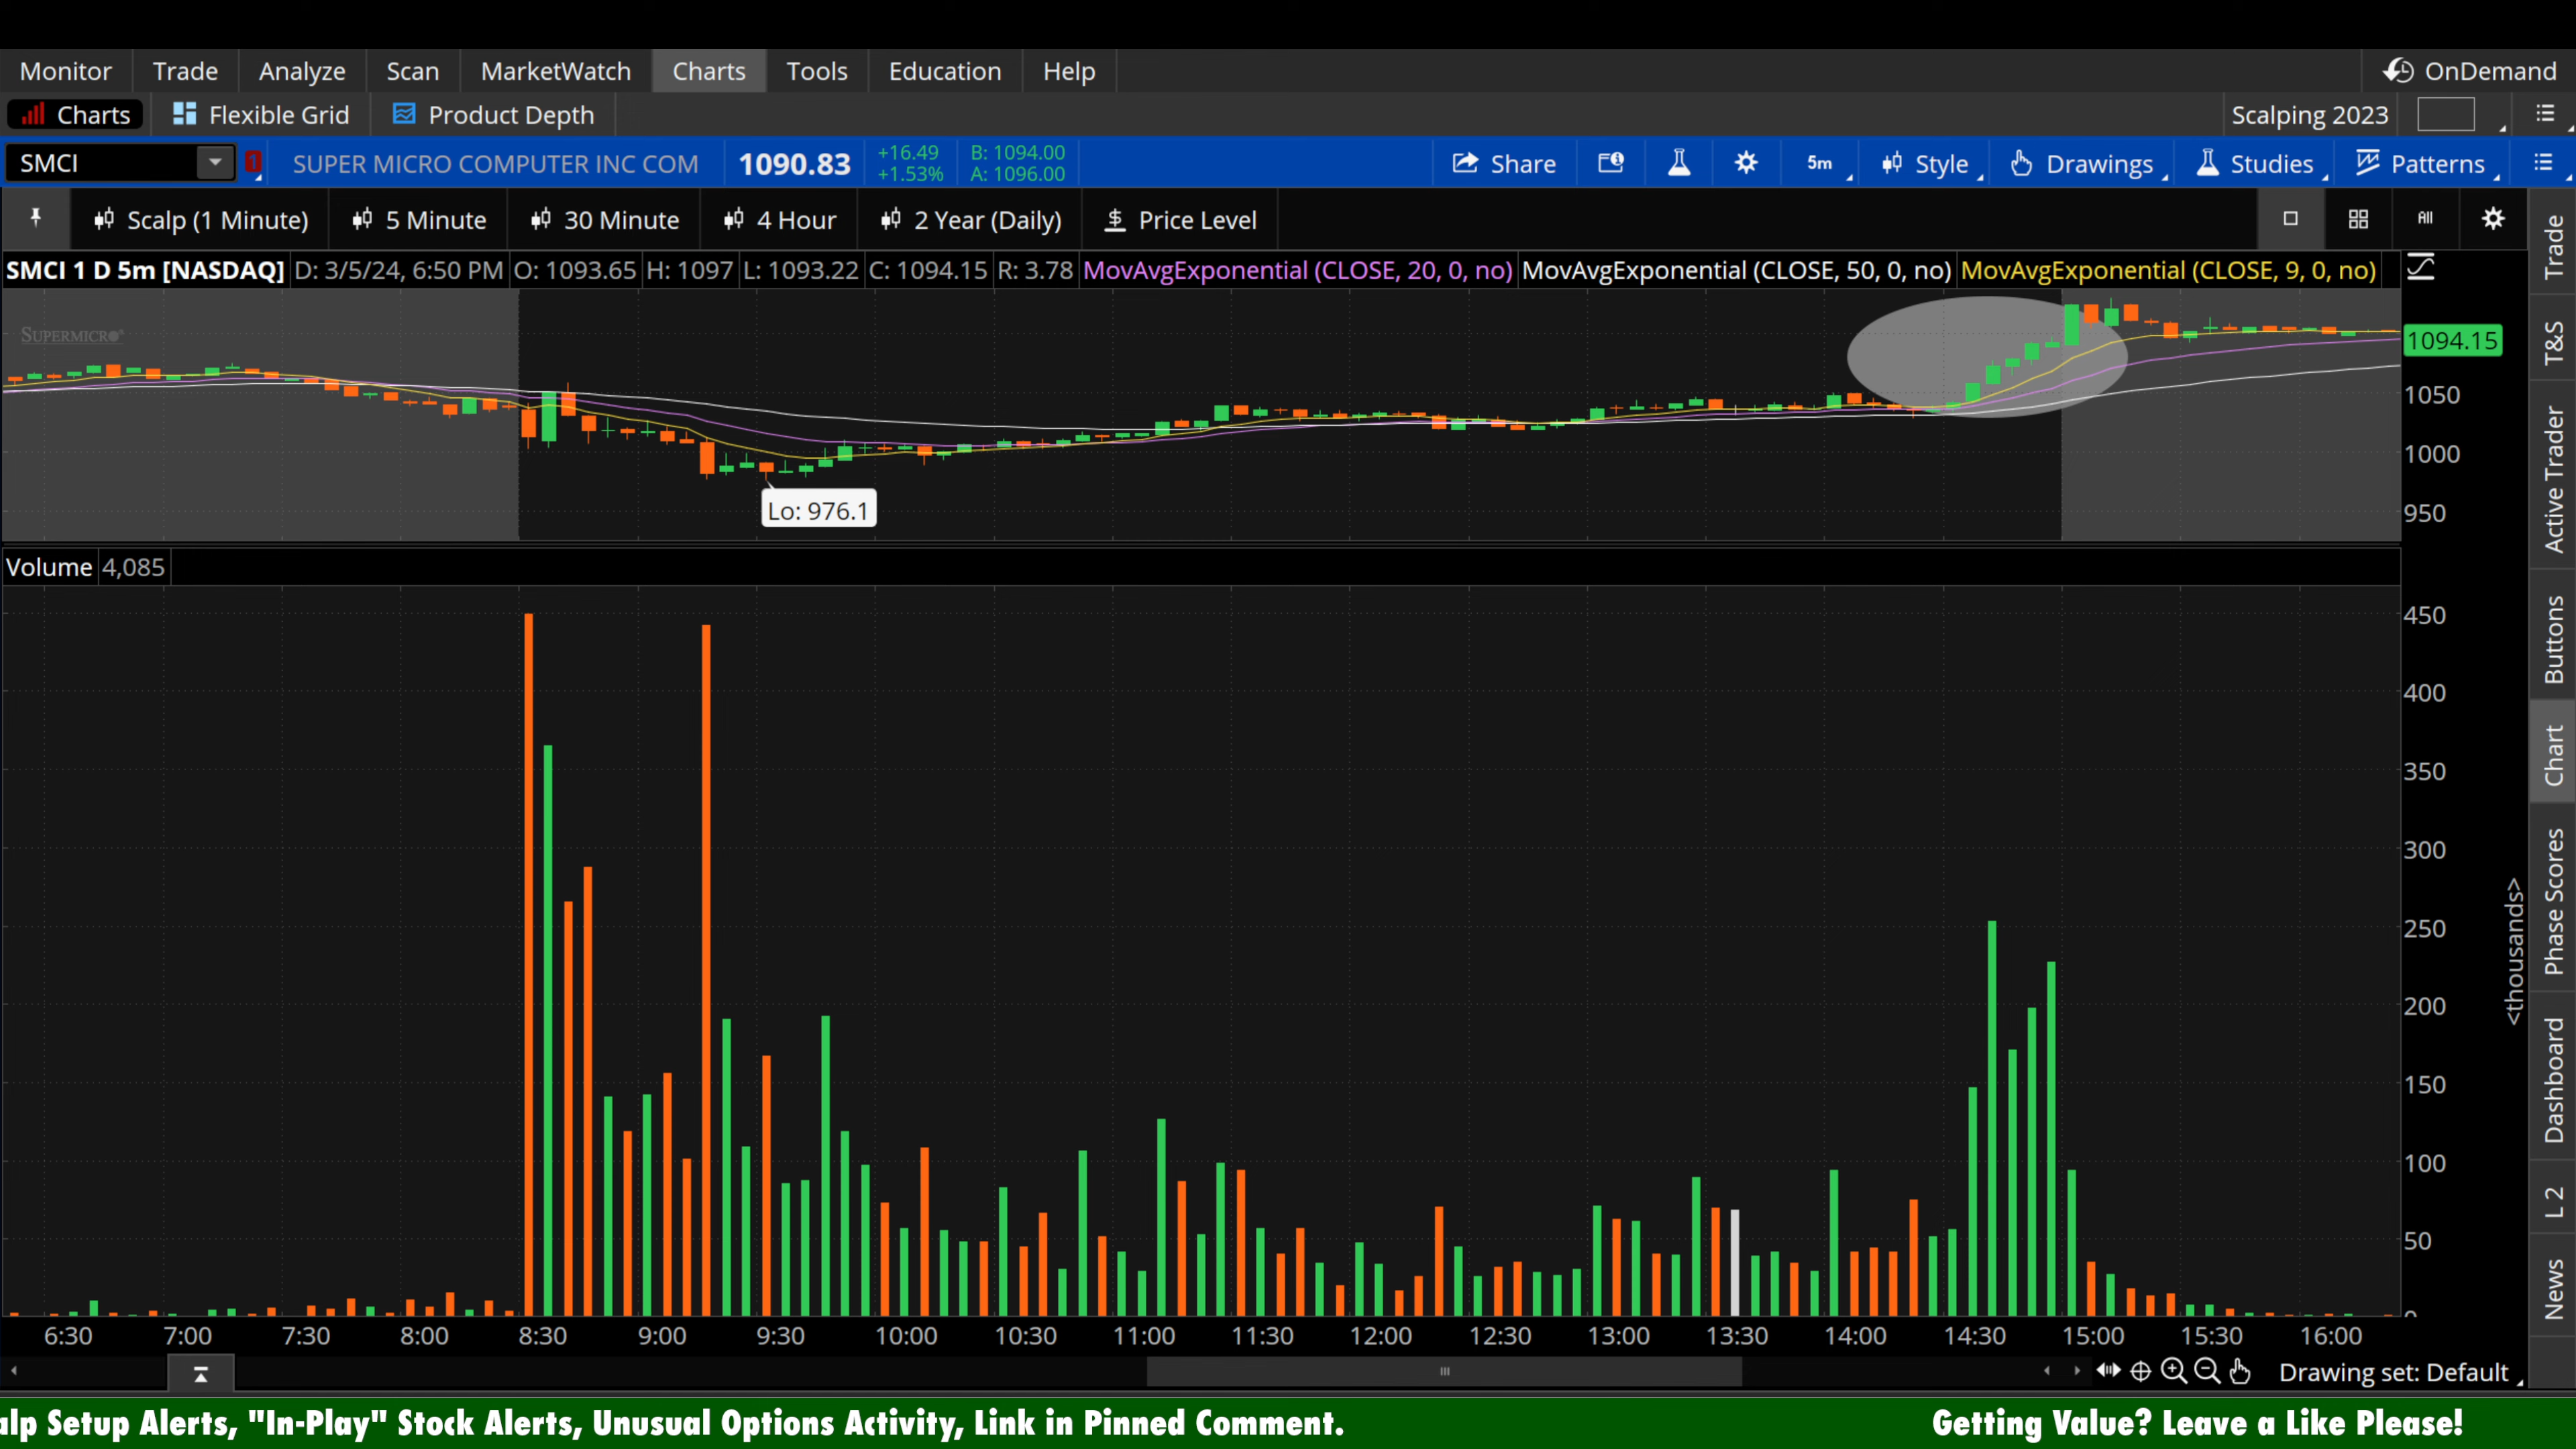 Monitor Trade Analyze Scan MarketWatch Charts Tools Education Help OnDemand
Charts Flexible Grid Product Depth Scalping 2023
SMCI 1 SUPER MICRO COMPUTER INC COM 1090.83 +16.49 B: 1094.00 Share 5m Style Drawings Studies Patterns
+1.53% A: 1096.00
Scalp (1 Minute) 5 Minute 30 Minute 4 Hour 2 Year (Daily) $ Price Level All
SMCI 1 D 5m [NASDAQ] D: 3/5/24, 6:50 PM O: 1093.65 H: 1097 L: 1093.22 C: 1094.15 R: 3.78 MovAvgExponential (CLOSE, 20, 0, no) MovAvgExponential (CLOSE, 50, 0, no) MovAvgExponential (CLOSE, 9, 0, no)
SUPERMICRO
1094.15
1050
1000
950
Lo: 976.1
Volume 4,085
450
400
350
300
250
200
150
100
50
0
<thousands>
6:30 7:00 7:30 8:00 8:30 9:00 9:30 10:00 10:30 11:00 11:30 12:00 12:30 13:00 13:30 14:00 14:30 15:00 15:30 16:00
Drawing set: Default
Trade
T&S
Active Trader
Buttons
Chart
Phase Scores
Dashboard
L 2
News
alp Setup Alerts, "In-Play" Stock Alerts, Unusual Options Activity, Link in Pinned Comment. Getting Value? Leave a Like Please!